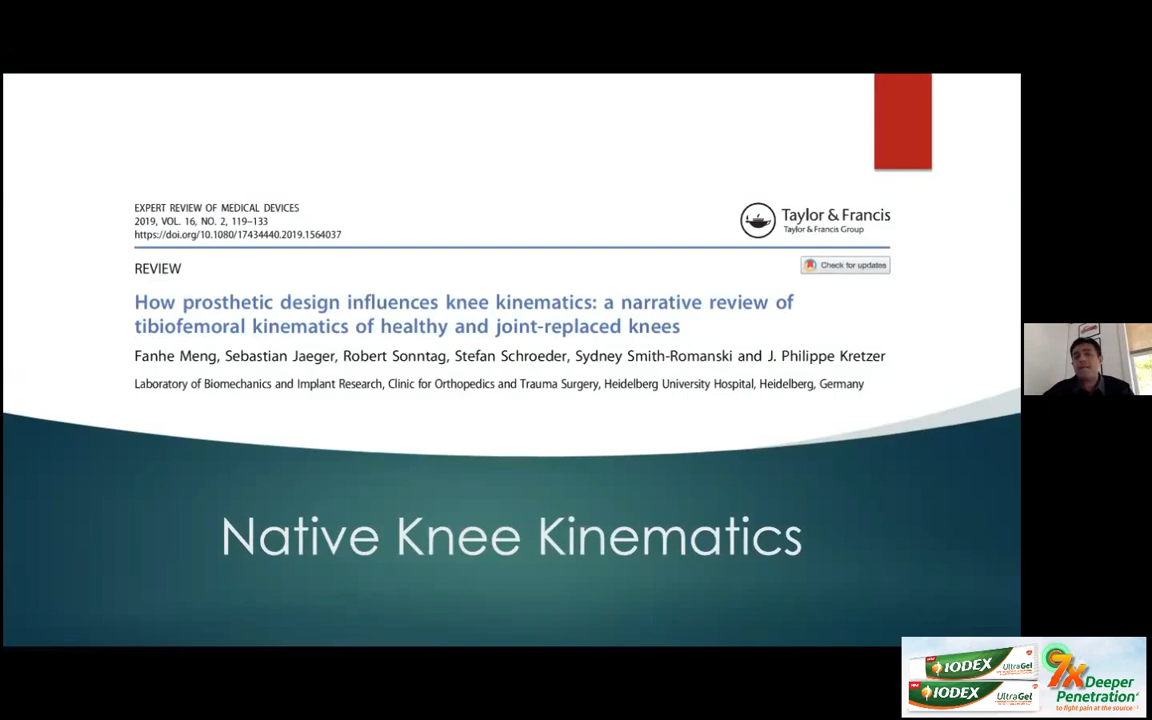 EXPERT REVIEW OF MEDICAL DEVICES
2019, VOL. 16, NO. 2, 119–133
https://doi.org/10.1080/17434440.2019.1564037
Taylor & Francis
Taylor & Francis Group
REVIEW
Check for updates
How prosthetic design influences knee kinematics: a narrative review of
tibiofemoral kinematics of healthy and joint-replaced knees
Fanhe Meng, Sebastian Jaeger, Robert Sonntag, Stefan Schroeder, Sydney Smith-Romanski and J. Philippe Kretzer
Laboratory of Biomechanics and Implant Research, Clinic for Orthopedics and Trauma Surgery, Heidelberg University Hospital, Heidelberg, Germany
Native Knee Kinematics
IODEX
UltraGel
IODEX
UltraGel
7x Deeper
Penetration*
to fight pain at the source